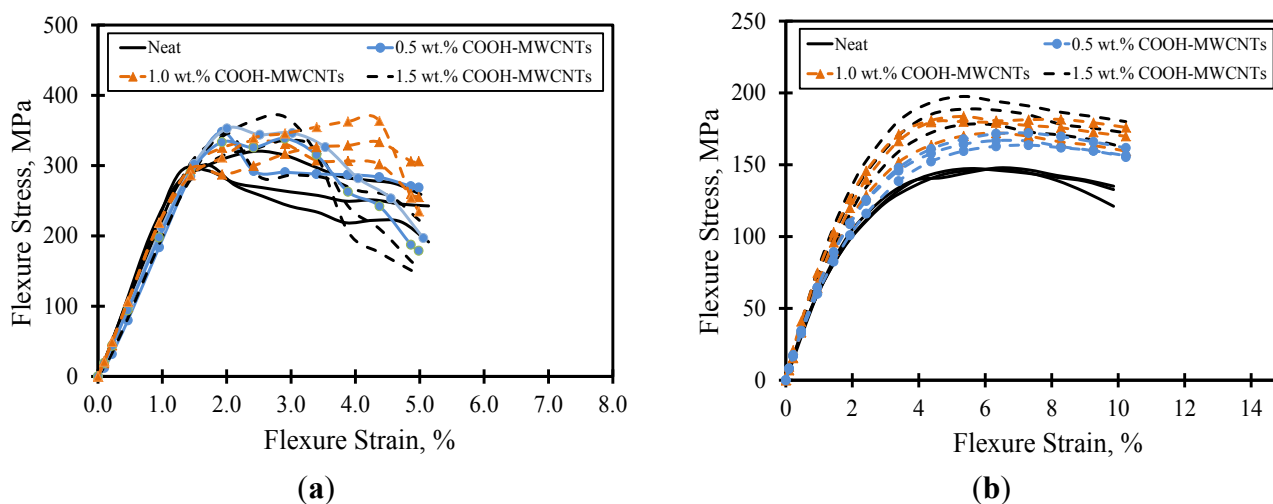 500
400
300
200
100
0
Flexure Stress, MPa
Neat
0.5 wt.% COOH-MWCNTs
1.0 wt.% COOH-MWCNTs
1.5 wt.% COOH-MWCNTs
0.0 1.0 2.0 3.0 4.0 5.0 6.0 7.0 8.0
Flexure Strain, %
(a)
250
200
150
100
50
0
Flexure Stress, MPa
Neat
0.5 wt.% COOH-MWCNTs
1.0 wt.% COOH-MWCNTs
1.5 wt.% COOH-MWCNTs
0 2 4 6 8 10 12 14
Flexure Strain, %
(b)